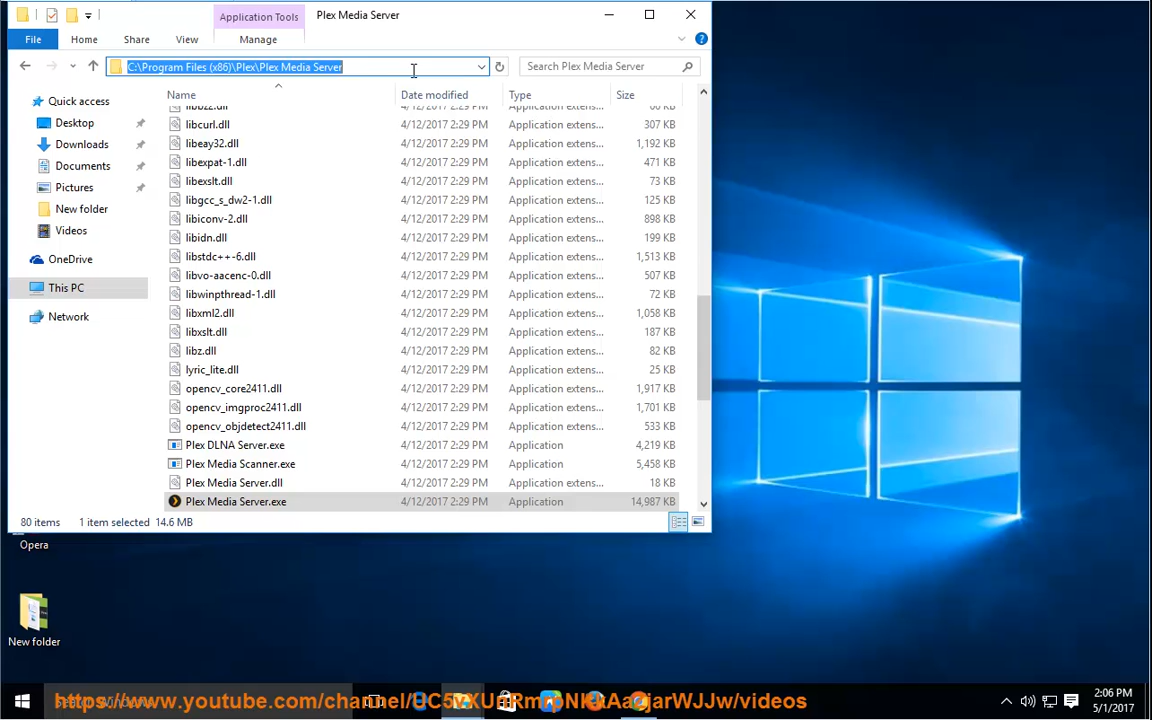 Application Tools
Plex Media Server
File
Home
Share
View
Manage
C:\Program Files (x86)\Plex\Plex Media Server
Search Plex Media Server
Name
Date modified
Type
Size
Quick access
Desktop
Downloads
Documents
Pictures
New folder
Videos
OneDrive
This PC
Network
libbz2.dll 4/12/2017 2:29 PM Application extens... 66 KB
libcurl.dll 4/12/2017 2:29 PM Application extens... 307 KB
libeay32.dll 4/12/2017 2:29 PM Application extens... 1,192 KB
libexpat-1.dll 4/12/2017 2:29 PM Application extens... 471 KB
libexslt.dll 4/12/2017 2:29 PM Application extens... 73 KB
libgcc_s_dw2-1.dll 4/12/2017 2:29 PM Application extens... 125 KB
libiconv-2.dll 4/12/2017 2:29 PM Application extens... 898 KB
libidn.dll 4/12/2017 2:29 PM Application extens... 199 KB
libstdc++-6.dll 4/12/2017 2:29 PM Application extens... 1,513 KB
libvo-aacenc-0.dll 4/12/2017 2:29 PM Application extens... 507 KB
libwinpthread-1.dll 4/12/2017 2:29 PM Application extens... 72 KB
libxml2.dll 4/12/2017 2:29 PM Application extens... 1,058 KB
libxslt.dll 4/12/2017 2:29 PM Application extens... 187 KB
libz.dll 4/12/2017 2:29 PM Application extens... 82 KB
lyric_lite.dll 4/12/2017 2:29 PM Application extens... 25 KB
opencv_core2411.dll 4/12/2017 2:29 PM Application extens... 1,917 KB
opencv_imgproc2411.dll 4/12/2017 2:29 PM Application extens... 1,701 KB
opencv_objdetect2411.dll 4/12/2017 2:29 PM Application extens... 533 KB
Plex DLNA Server.exe 4/12/2017 2:29 PM Application 4,219 KB
Plex Media Scanner.exe 4/12/2017 2:29 PM Application 5,458 KB
Plex Media Server.dll 4/12/2017 2:29 PM Application extens... 18 KB
Plex Media Server.exe 4/12/2017 2:29 PM Application 14,987 KB
80 items 1 item selected 14.6 MB
Opera
New folder
2:06 PM
5/1/2017